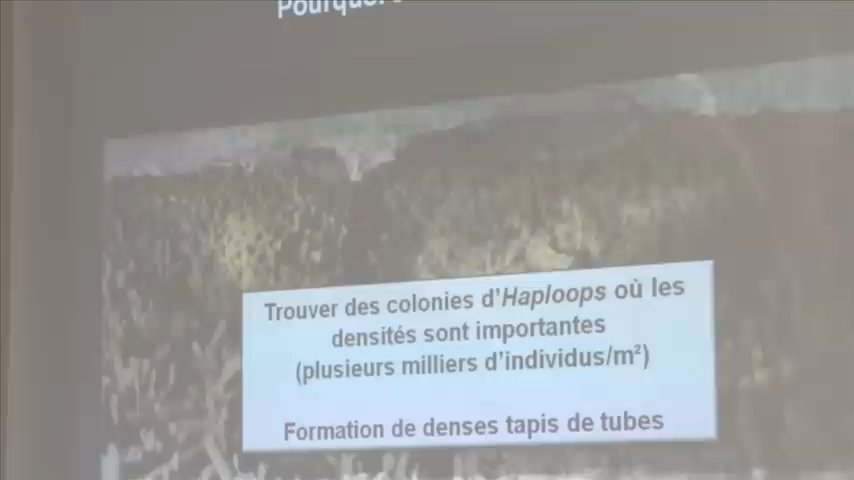 Trouver des colonies d'Haploops où les
densités sont importantes
(plusieurs milliers d'individus/m²)
Formation de denses tapis de tubes